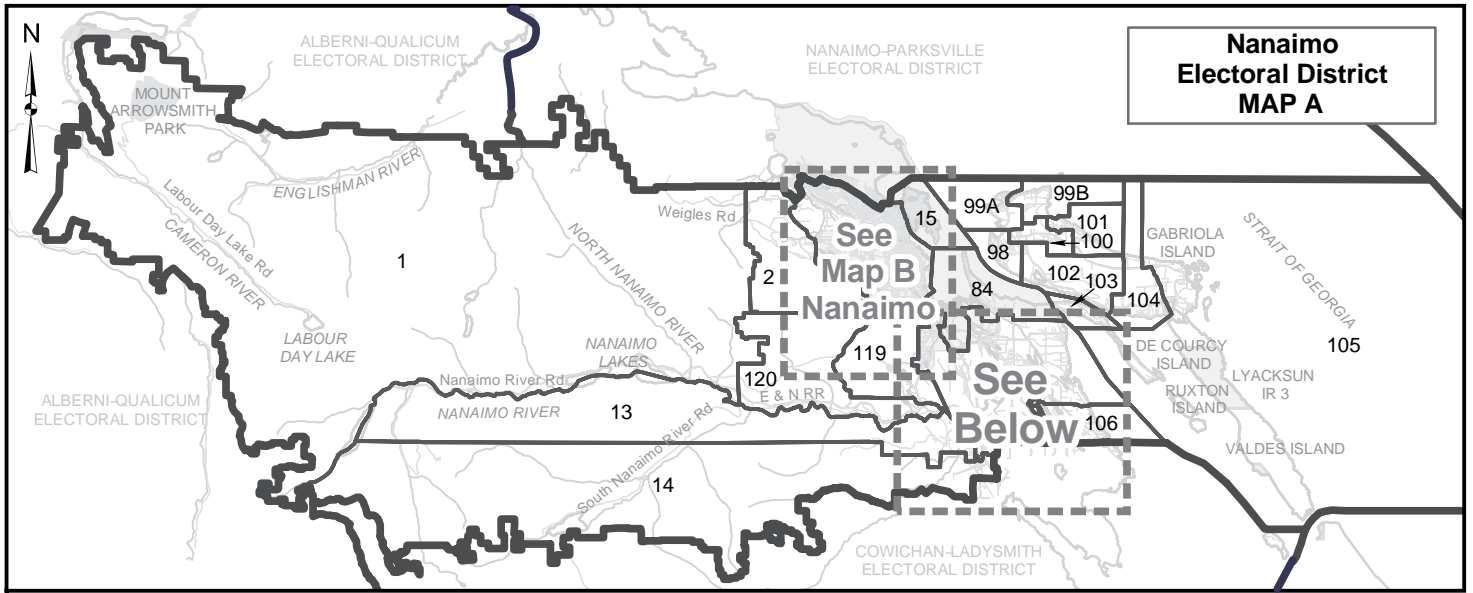 N
ALBERNI-QUALICUM
ELECTORAL DISTRICT
NANAIMO-PARKSVILLE
ELECTORAL DISTRICT
Nanaimo
Electoral District
MAP A
MOUNT
ARROWSMITH
PARK
ENGLISHMAN RIVER
Labour Day Lake Rd
CAMERON RIVER
Weigles Rd
NORTH NANAIMO RIVER
1
2
See
Map B
Nanaimo
15
99A
99B
101
100
98
102
103
84
104
GABRIOLA
ISLAND
STRAIT OF GEORGIA
105
LABOUR
DAY LAKE
NANAIMO
LAKES
119
120
DE COURCY
ISLAND
LYACKSUN
IR 3
RUXTON
ISLAND
See
Below
106
VALDES ISLAND
ALBERNI-QUALICUM
ELECTORAL DISTRICT
Nanaimo River Rd
NANAIMO RIVER
13
E & N RR
South Nanaimo River Rd
14
COWICHAN-LADYSMITH
ELECTORAL DISTRICT